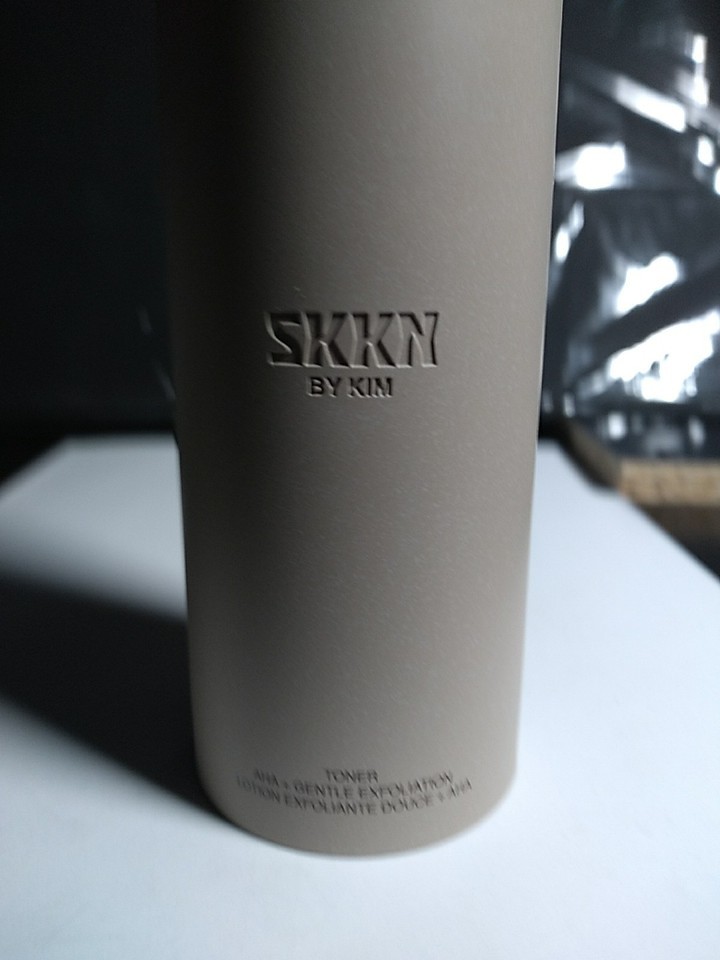 SKKN
BY KIM
TONER
AHA + GENTLE EXFOLIATION
LOTION EXFOLIANTE DOUCE + AHA